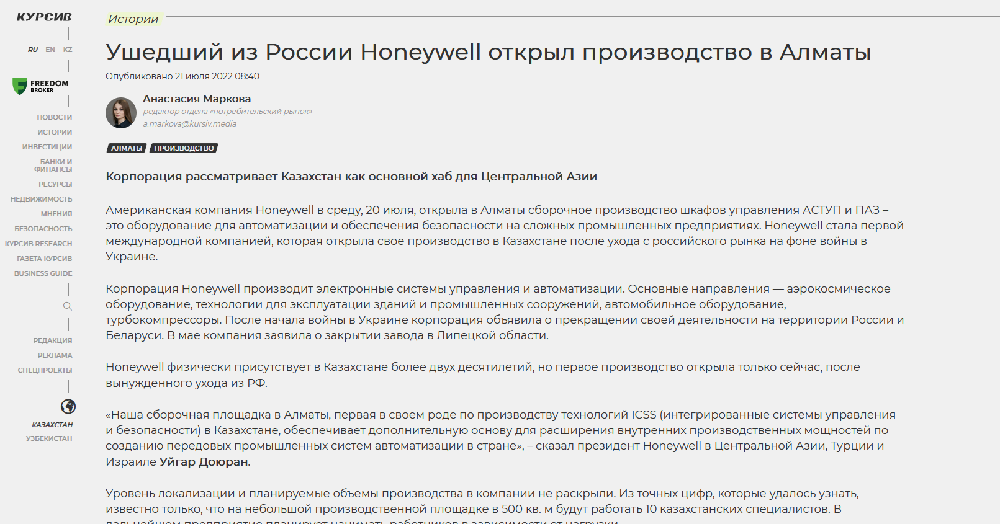 КУРСИВ
RU EN KZ
FREEDOM
BROKER
НОВОСТИ
ИСТОРИИ
ИНВЕСТИЦИИ
БАНКИ И
ФИНАНСЫ
РЕСУРСЫ
НЕДВИЖИМОСТЬ
МНЕНИЯ
БЕЗОПАСНОСТЬ
КУРСИВ RESEARCH
ГАЗЕТА КУРСИВ
BUSINESS GUIDE
РЕДАКЦИЯ
РЕКЛАМА
СПЕЦПРОЕКТЫ
КАЗАХСТАН
УЗБЕКИСТАН
Истории
Ушедший из России Honeywell открыл производство в Алматы
Опубликовано 21 июля 2022 08:40
Анастасия Маркова
редактор отдела «потребительский рынок»
a.markova@kursiv.media
АЛМАТЫ ПРОИЗВОДСТВО
Корпорация рассматривает Казахстан как основной хаб для Центральной Азии
Американская компания Honeywell в среду, 20 июля, открыла в Алматы сборочное производство шкафов управления АСТУП и ПАЗ –
это оборудование для автоматизации и обеспечения безопасности на сложных промышленных предприятиях. Honeywell стала первой
международной компанией, которая открыла свое производство в Казахстане после ухода с российского рынка на фоне войны в
Украине.
Корпорация Honeywell производит электронные системы управления и автоматизации. Основные направления — аэрокосмическое
оборудование, технологии для эксплуатации зданий и промышленных сооружений, автомобильное оборудование,
турбокомпрессоры. После начала войны в Украине корпорация объявила о прекращении своей деятельности на территории России и
Беларуси. В мае компания заявила о закрытии завода в Липецкой области.
Honeywell физически присутствует в Казахстане более двух десятилетий, но первое производство открыла только сейчас, после
вынужденного ухода из РФ.
«Наша сборочная площадка в Алматы, первая в своем роде по производству технологий ICSS (интегрированные системы управления
и безопасности) в Казахстане, обеспечивает дополнительную основу для расширения внутренних производственных мощностей по
созданию передовых промышленных систем автоматизации в стране», – сказал президент Honeywell в Центральной Азии, Турции и
Израиле Уйгар Доюран.
Уровень локализации и планируемые объемы производства в компании не раскрыли. Из точных цифр, которые удалось узнать,
известно только, что на небольшой производственной площадке в 500 кв. м будут работать 10 казахстанских специалистов. В
дальнейшем предприятие планирует нанимать работников в зависимости от нагрузки.